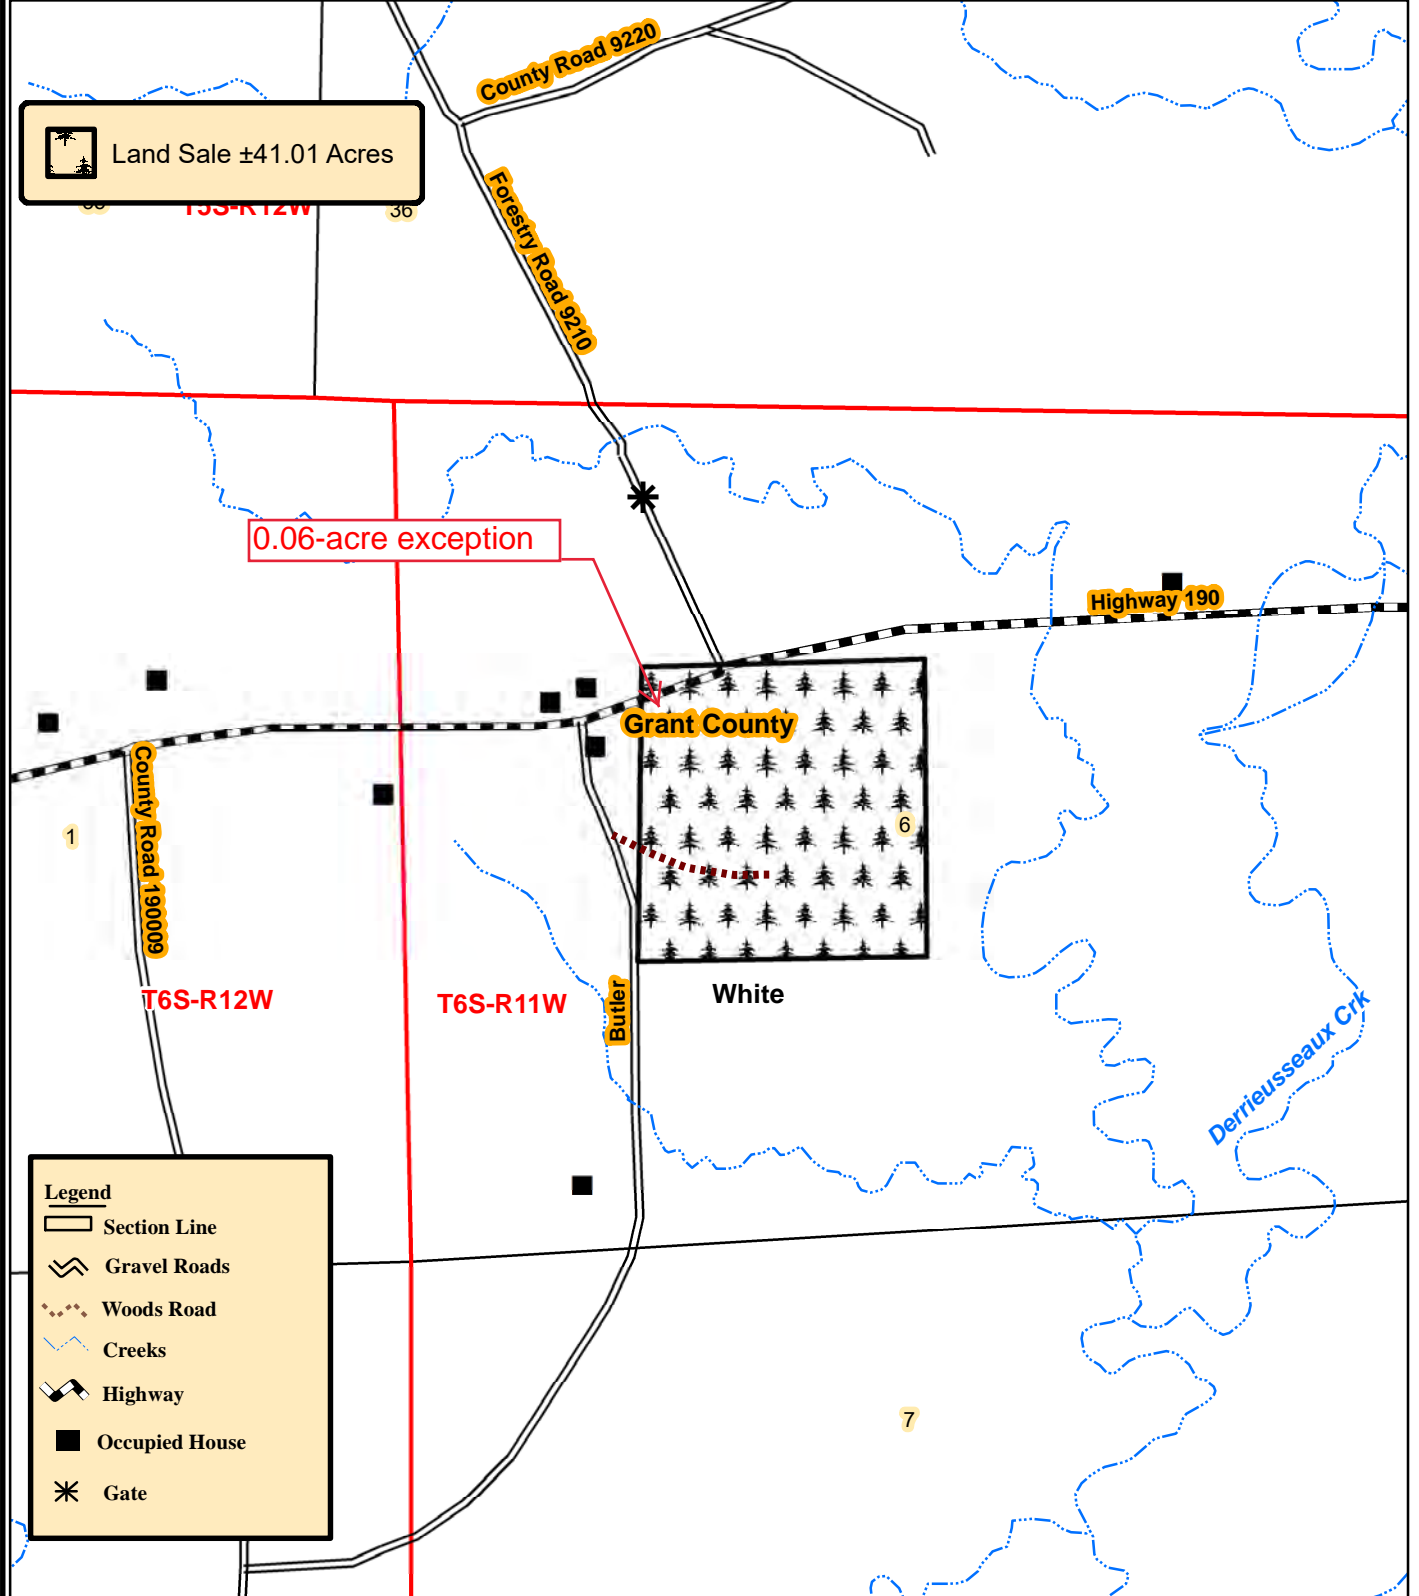 County Road 9220
Land Sale ±41.01 Acres
T5S-R12W
36
Forestry Road 9210
0.06-acre exception
Highway 190
Grant County
County Road 190009
1
6
T6S-R12W
T6S-R11W
Butler
White
Derrieusseaux Crk
Legend
Section Line
Gravel Roads
Woods Road
Creeks
Highway
Occupied House
Gate
7